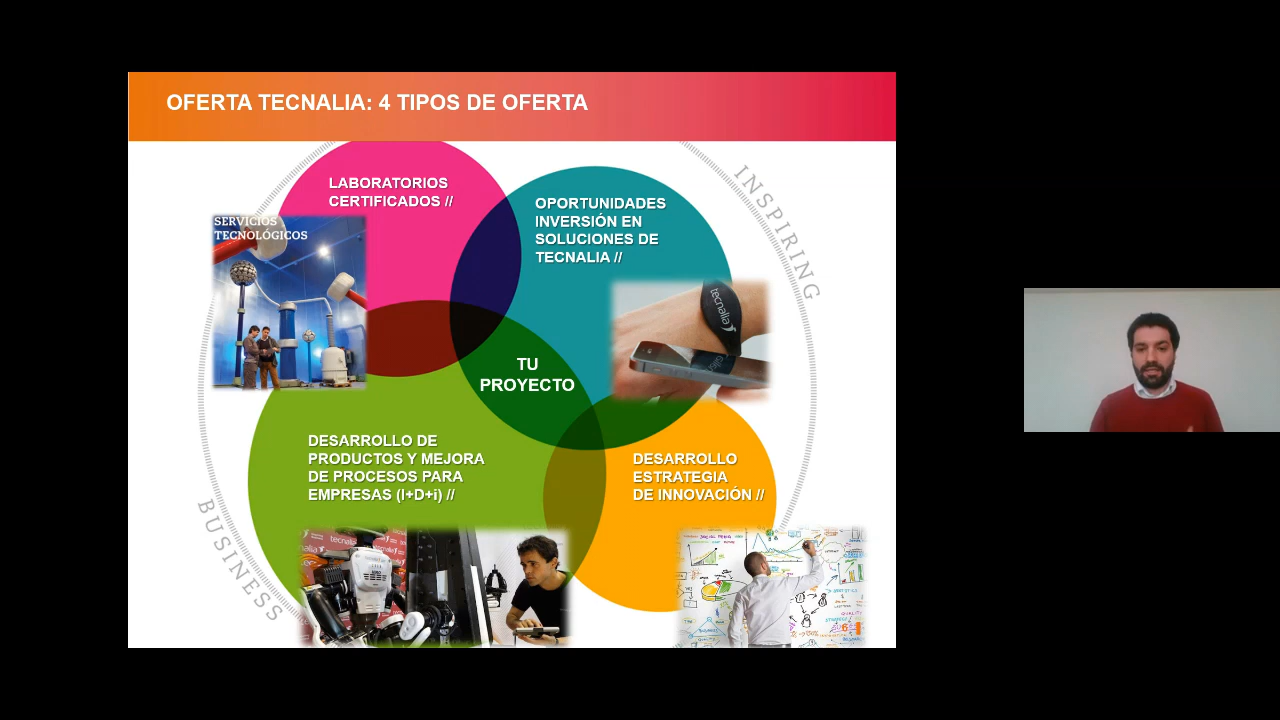 OFERTA TECNALIA: 4 TIPOS DE OFERTA
LABORATORIOS
CERTIFICADOS //
SERVICIOS
TECNOLÓGICOS
OPORTUNIDADES
INVERSIÓN EN
SOLUCIONES DE
TECNALIA //
INSPIRING
tecnalia
TU
PROYECTO
DESARROLLO DE
PRODUCTOS Y MEJORA
DE PROCESOS PARA
EMPRESAS (I+D+i) //
DESARROLLO
ESTRATEGIA
DE INNOVACIÓN //
BUSINESS
tecnalia
6